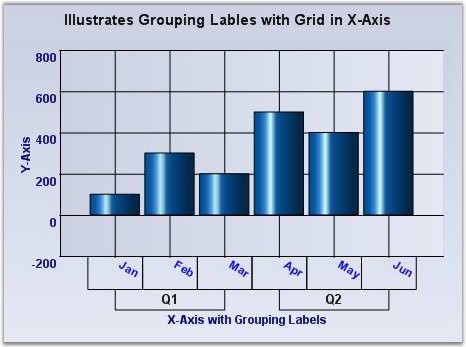 Illustrates Grouping Lables with Grid in X-Axis
800
600
400
200
0
-200
Y-Axis
Jan Feb Mar Apr May Jun
Q1 Q2
X-Axis with Grouping Labels